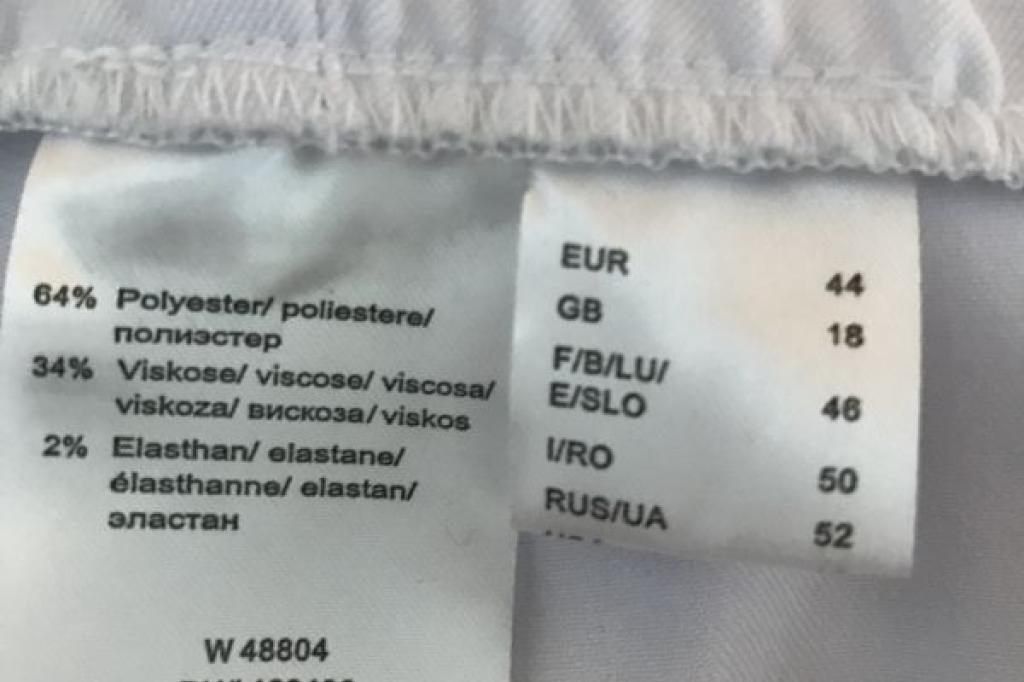 64% Polyester/ poliestere/
полиэстер
34% Viskose/ viscose/ viscosa/
viskoza/ вискоза/ viskos
2% Elasthan/ elastane/
élasthanne/ elastan/
эластан
W 48804
EUR 44
GB 18
F/B/LU/
E/SLO 46
I/RO 50
RUS/UA 52